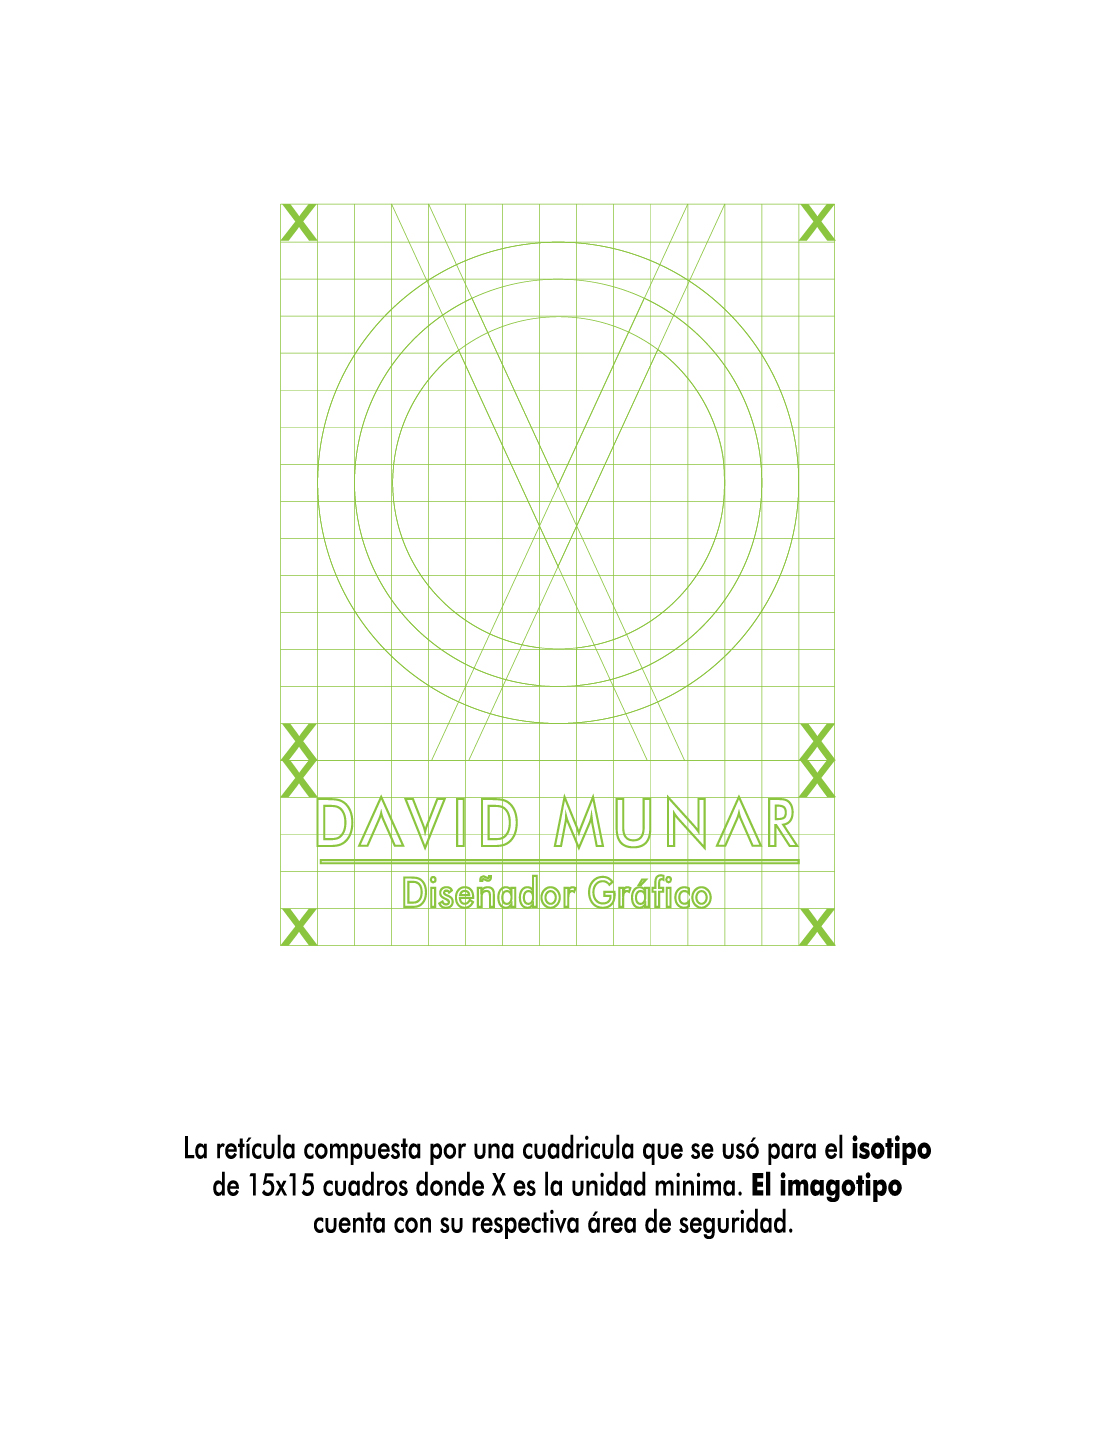 X X
X X
X X
DAVID MUNAR
Diseñador Gráfico
X X
La retícula compuesta por una cuadricula que se usó para el isotipo
de 15x15 cuadros donde X es la unidad minima. El imagotipo
cuenta con su respectiva área de seguridad.